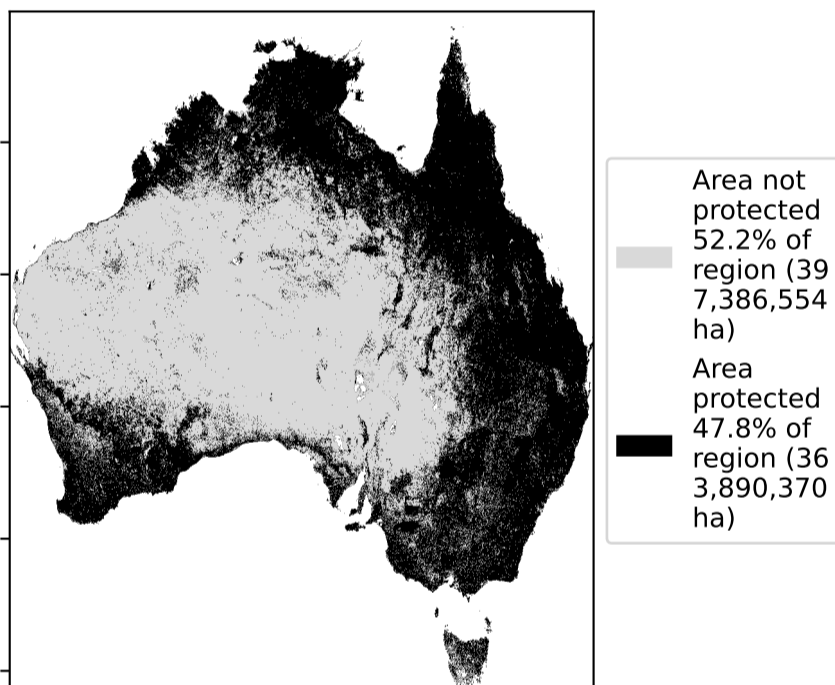 Area not
protected
52.2% of
region (39
7,386,554
ha)
Area
protected
47.8% of
region (36
3,890,370
ha)